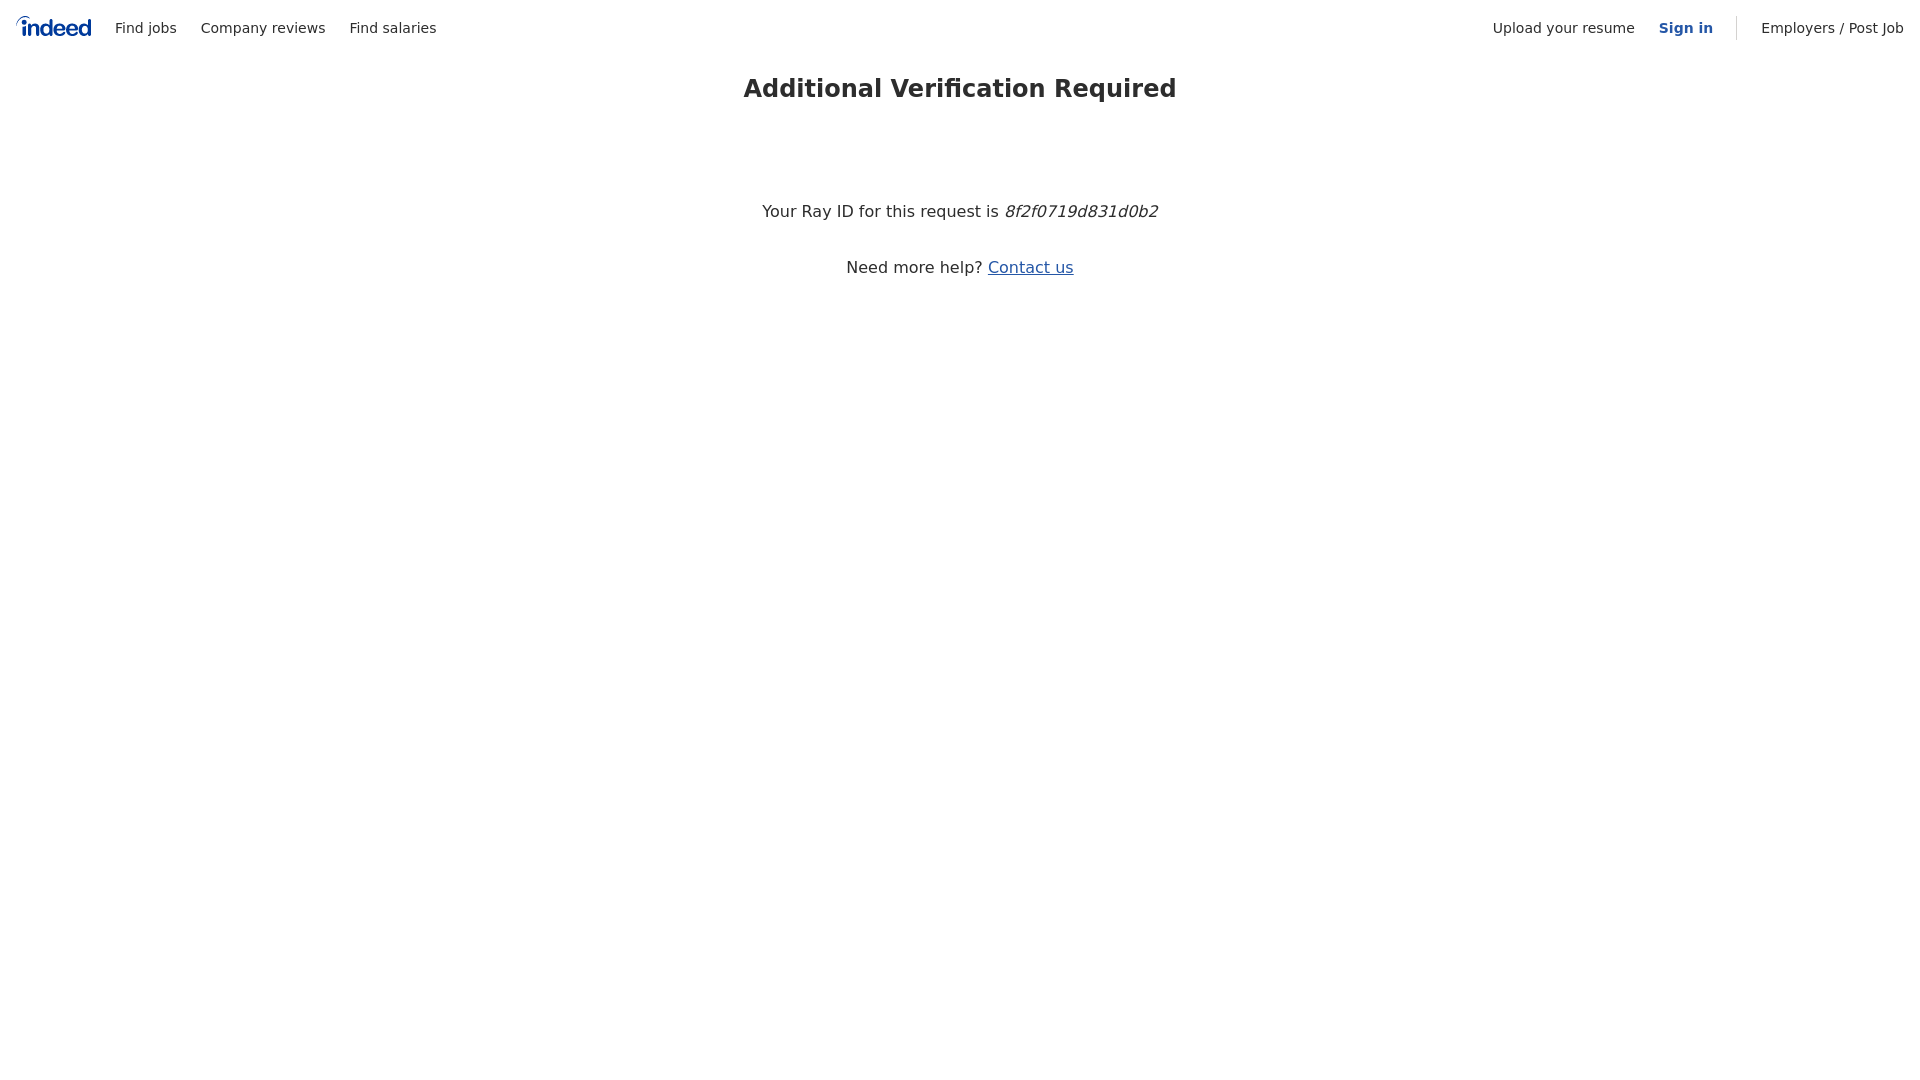 indeed Find jobs Company reviews Find salaries Upload your resume Sign in Employers / Post Job
Additional Verification Required
Your Ray ID for this request is 8f2f0719d831d0b2
Need more help? Contact us